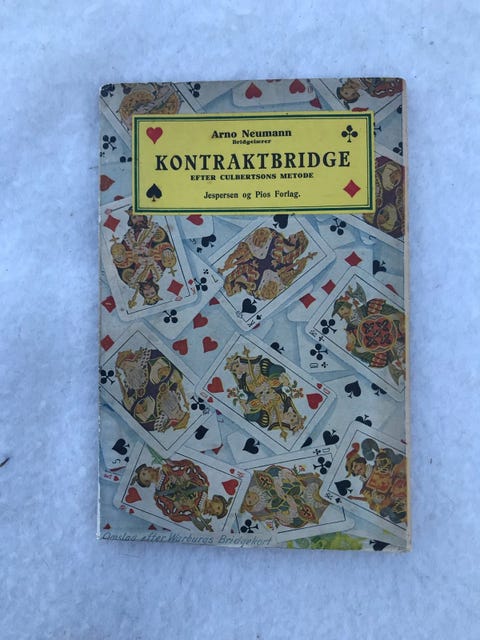 Arno Neumann
Bridgelærer
KONTRAKTBRIDGE
EFTER CULBERTSONS METODE
Jespersen og Pios Forlag.
Omslag efter Warburgs Bridgekort